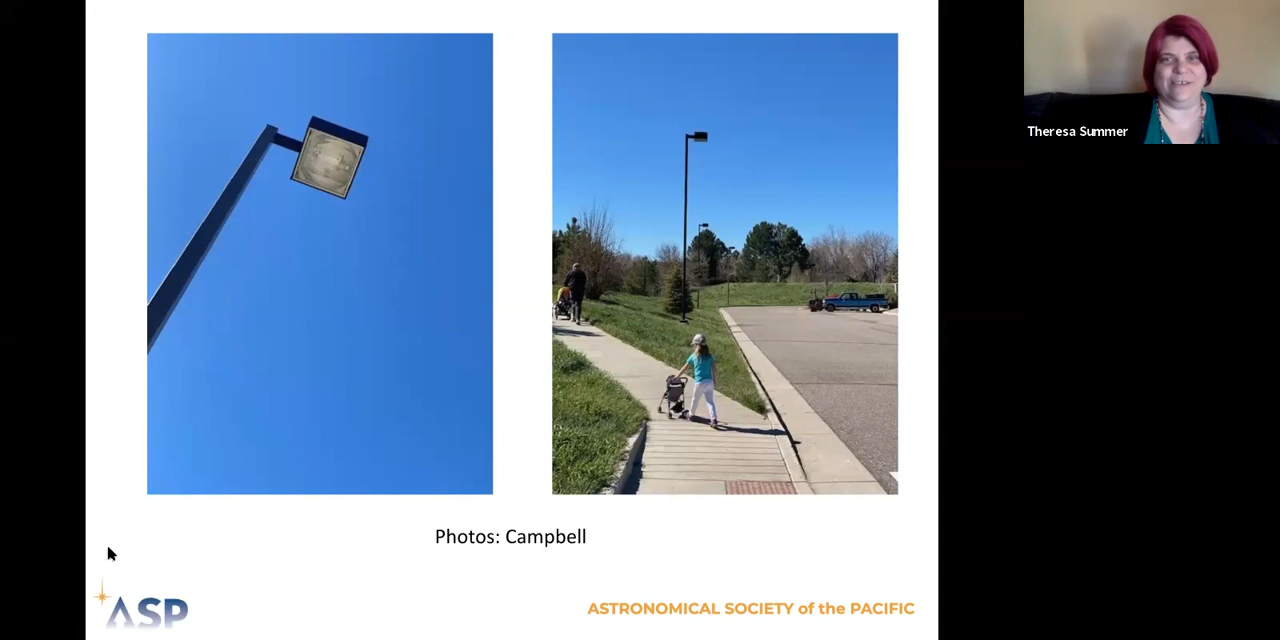 Theresa Summer
Photos: Campbell
ASP
ASTRONOMICAL SOCIETY of the PACIFIC